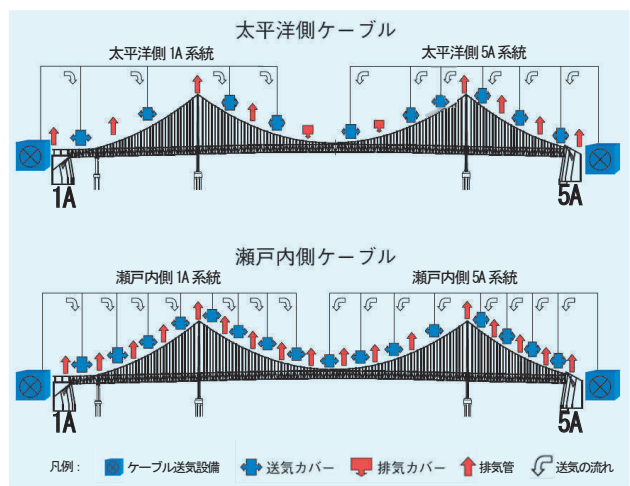 太平洋側ケーブル
太平洋側 1A 系統
太平洋側 5A 系統
1A
5A
瀬戸内側ケーブル
瀬戸内側 1A 系統
瀬戸内側 5A 系統
1A
5A
凡例： ケーブル送気設備 送気カバー 排気カバー 排気管 送気の流れ